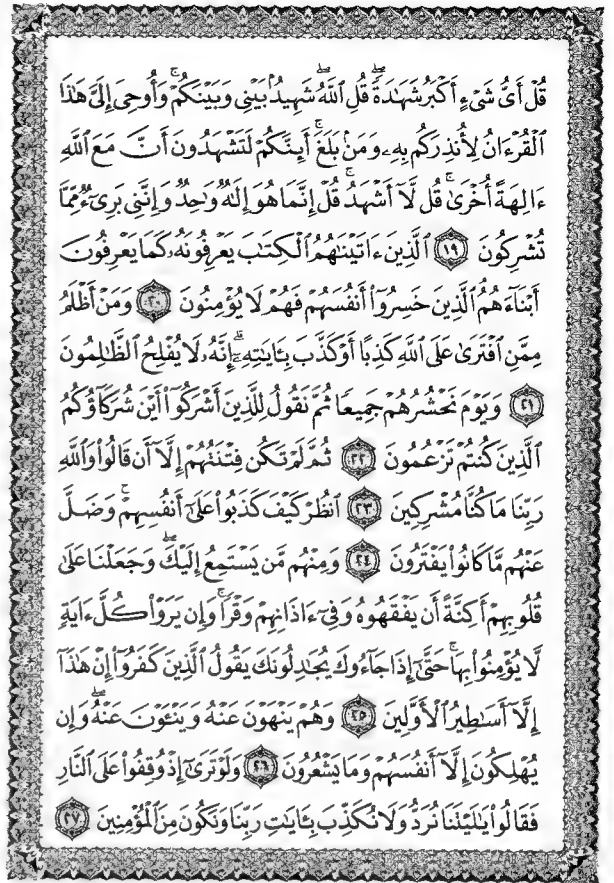 قُلۡ أَيُّ شَيۡءٍ أَكۡبَرُ شَهَٰدَةٗۖ قُلِ ٱللَّهُۖ شَهِيدُۢ بَيۡنِي وَبَيۡنَكُمۡۚ وَأُوحِيَ إِلَيَّ هَٰذَا
ٱلۡقُرۡءَانُ لِأُنذِرَكُم بِهِۦ وَمَنۢ بَلَغَۚ أَئِنَّكُمۡ لَتَشۡهَدُونَ أَنَّ مَعَ ٱللَّهِ
ءَالِهَةً أُخۡرَىٰۚ قُل لَّآ أَشۡهَدُۚ قُلۡ إِنَّمَا هُوَ إِلَٰهٞ وَٰحِدٞ وَإِنَّنِي بَرِيٓءٞ مِّمَّا
تُشۡرِكُونَ ١٩ ٱلَّذِينَ ءَاتَيۡنَٰهُمُ ٱلۡكِتَٰبَ يَعۡرِفُونَهُۥ كَمَا يَعۡرِفُونَ
أَبۡنَآءَهُمُۘ ٱلَّذِينَ خَسِرُوٓاْ أَنفُسَهُمۡ فَهُمۡ لَا يُؤۡمِنُونَ ٢٠ وَمَنۡ أَظۡلَمُ
مِمَّنِ ٱفۡتَرَىٰ عَلَى ٱللَّهِ كَذِبًا أَوۡ كَذَّبَ بِـَٔايَٰتِهِۦٓۚ إِنَّهُۥ لَا يُفۡلِحُ ٱلظَّٰلِمُونَ
٢١ وَيَوۡمَ نَحۡشُرُهُمۡ جَمِيعٗا ثُمَّ نَقُولُ لِلَّذِينَ أَشۡرَكُوٓاْ أَيۡنَ شُرَكَآؤُكُمُ
ٱلَّذِينَ كُنتُمۡ تَزۡعُمُونَ ٢٢ ثُمَّ لَمۡ تَكُن فِتۡنَتُهُمۡ إِلَّآ أَن قَالُواْ وَٱللَّهِ
رَبِّنَا مَا كُنَّا مُشۡرِكِينَ ٢٣ ٱنظُرۡ كَيۡفَ كَذَبُواْ عَلَىٰٓ أَنفُسِهِمۡۚ وَضَلَّ
عَنۡهُم مَّا كَانُواْ يَفۡتَرُونَ ٢٤ وَمِنۡهُم مَّن يَسۡتَمِعُ إِلَيۡكَۖ وَجَعَلۡنَا عَلَىٰ
قُلُوبِهِمۡ أَكِنَّةً أَن يَفۡقَهُوهُ وَفِيٓ ءَاذَانِهِمۡ وَقۡرٗاۚ وَإِن يَرَوۡاْ كُلَّ ءَايَةٖ
لَّا يُؤۡمِنُواْ بِهَاۚ حَتَّىٰٓ إِذَا جَآءُوكَ يُجَٰدِلُونَكَ يَقُولُ ٱلَّذِينَ كَفَرُوٓاْ إِنۡ هَٰذَآ
إِلَّآ أَسَٰطِيرُ ٱلۡأَوَّلِينَ ٢٥ وَهُمۡ يَنۡهَوۡنَ عَنۡهُ وَيَنۡـَٔوۡنَ عَنۡهُۖ وَإِن
يُهۡلِكُونَ إِلَّآ أَنفُسَهُمۡ وَمَا يَشۡعُرُونَ ٢٦ وَلَوۡ تَرَىٰٓ إِذۡ وُقِفُواْ عَلَى ٱلنَّارِ
فَقَالُواْ يَٰلَيۡتَنَا نُرَدُّ وَلَا نُكَذِّبَ بِـَٔايَٰتِ رَبِّنَا وَنَكُونَ مِنَ ٱلۡمُؤۡمِنِينَ ٢٧